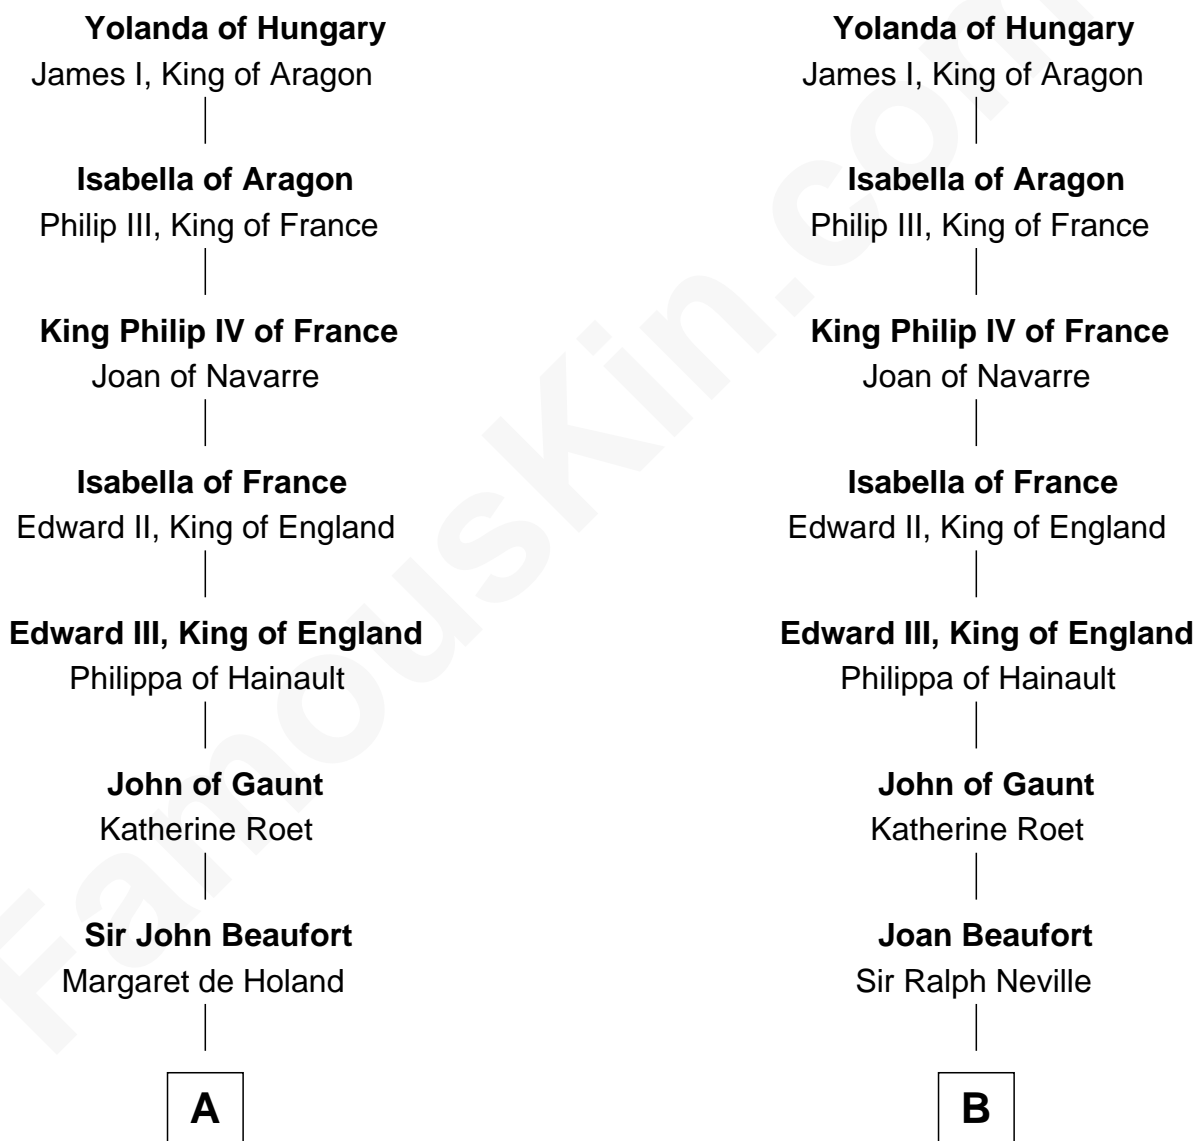 Yolanda of Hungary
James I, King of Aragon
Isabella of Aragon
Philip III, King of France
King Philip IV of France
Joan of Navarre
Isabella of France
Edward II, King of England
Edward III, King of England
Philippa of Hainault
John of Gaunt
Katherine Roet
Sir John Beaufort
Margaret de Holand
A
Yolanda of Hungary
James I, King of Aragon
Isabella of Aragon
Philip III, King of France
King Philip IV of France
Joan of Navarre
Isabella of France
Edward II, King of England
Edward III, King of England
Philippa of Hainault
John of Gaunt
Katherine Roet
Joan Beaufort
Sir Ralph Neville
B
FamousKin.com